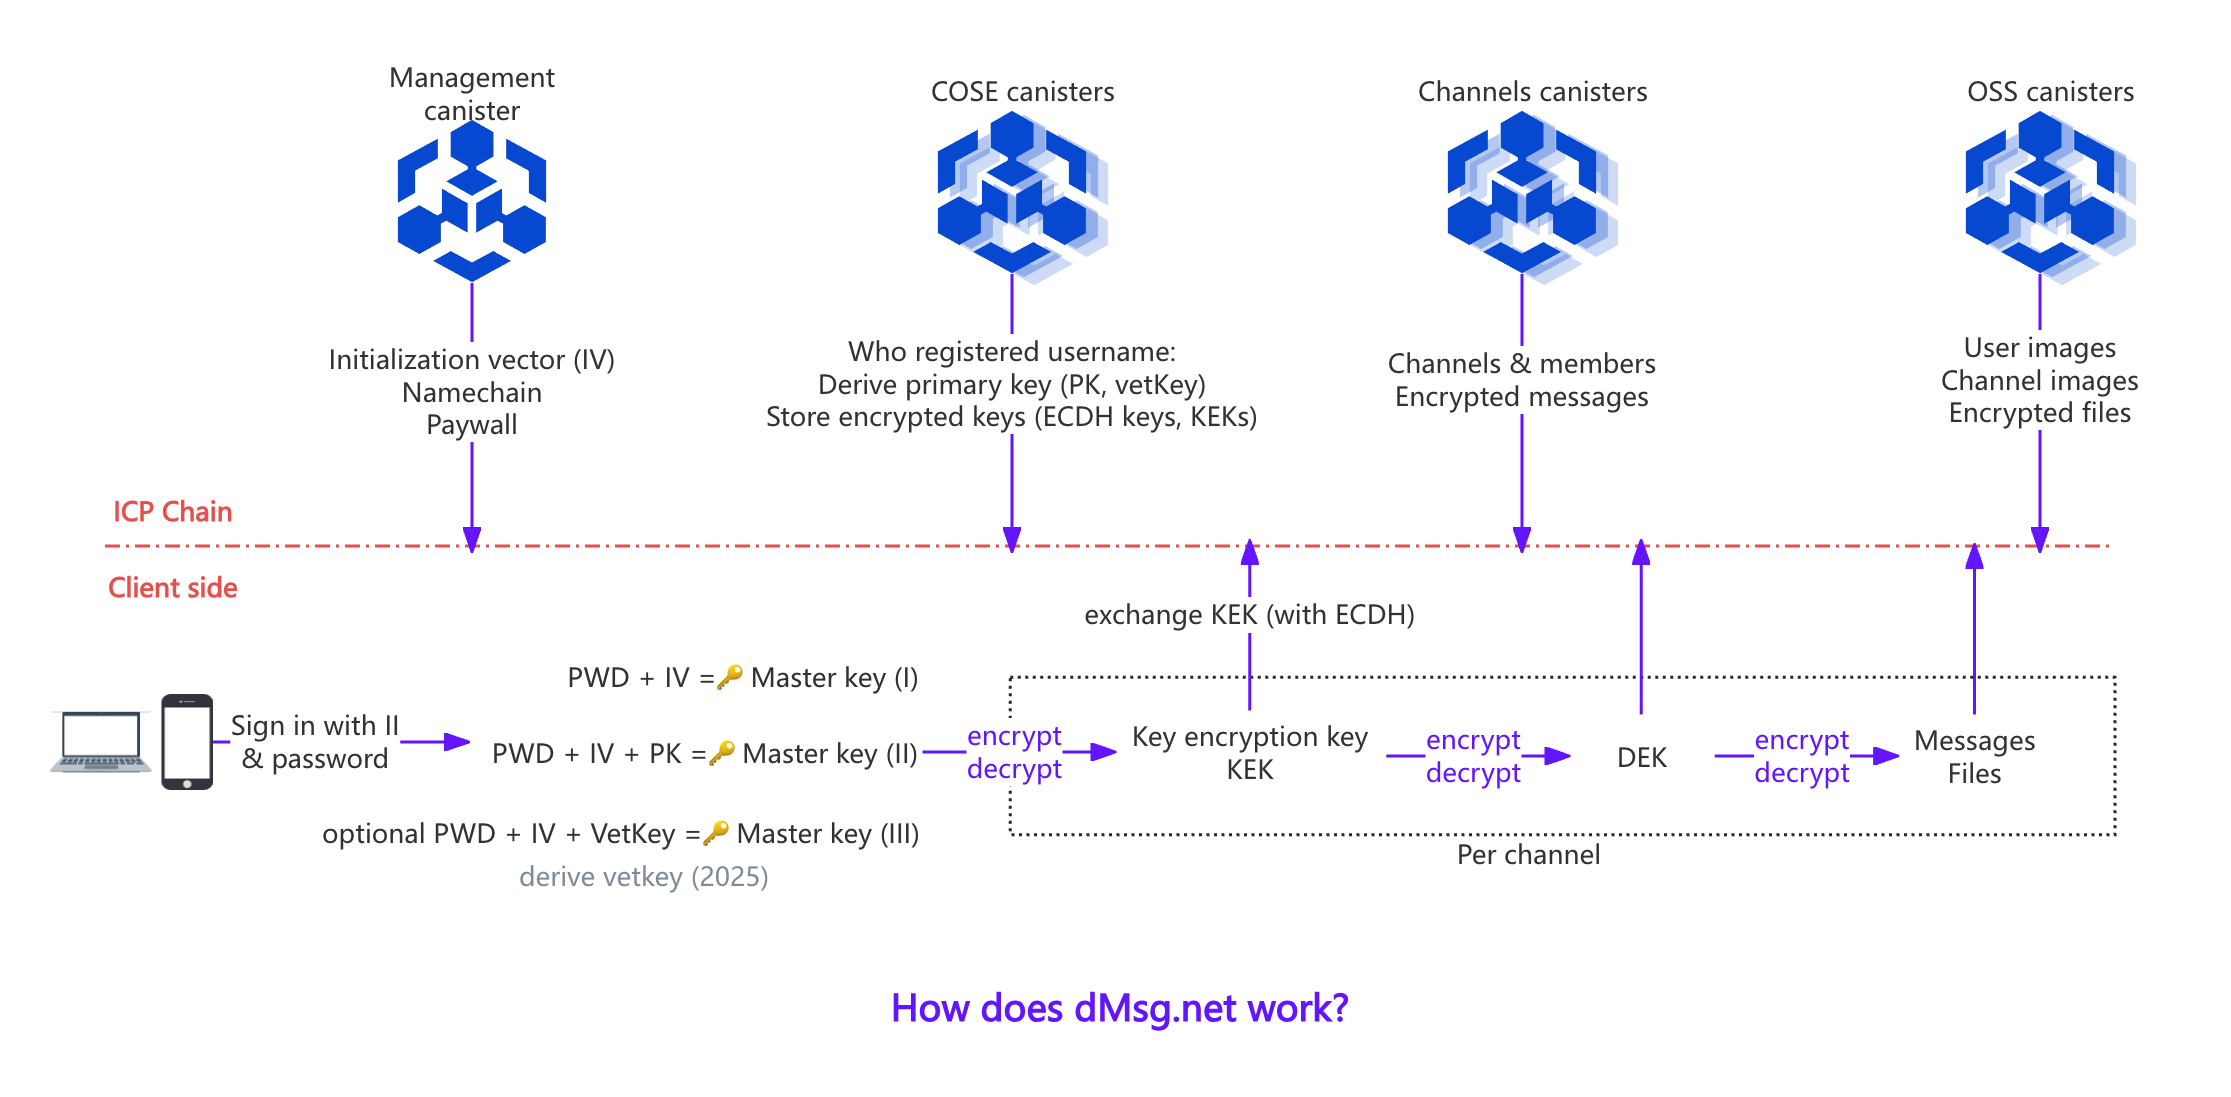 Management
canister
COSE canisters
Channels canisters
OSS canisters
Initialization vector (IV)
Namechain
Paywall
Who registered username:
Derive primary key (PK, vetKey)
Store encrypted keys (ECDH keys, KEKs)
Channels & members
Encrypted messages
User images
Channel images
Encrypted files
ICP Chain
Client side
exchange KEK (with ECDH)
Sign in with II
& password
PWD + IV =🔑 Master key (I)
PWD + IV + PK =🔑 Master key (II)
optional PWD + IV + VetKey =🔑 Master key (III)
derive vetkey (2025)
encrypt
decrypt
Key encryption key
KEK
encrypt
decrypt
DEK
encrypt
decrypt
Messages
Files
Per channel
How does dMsg.net work?